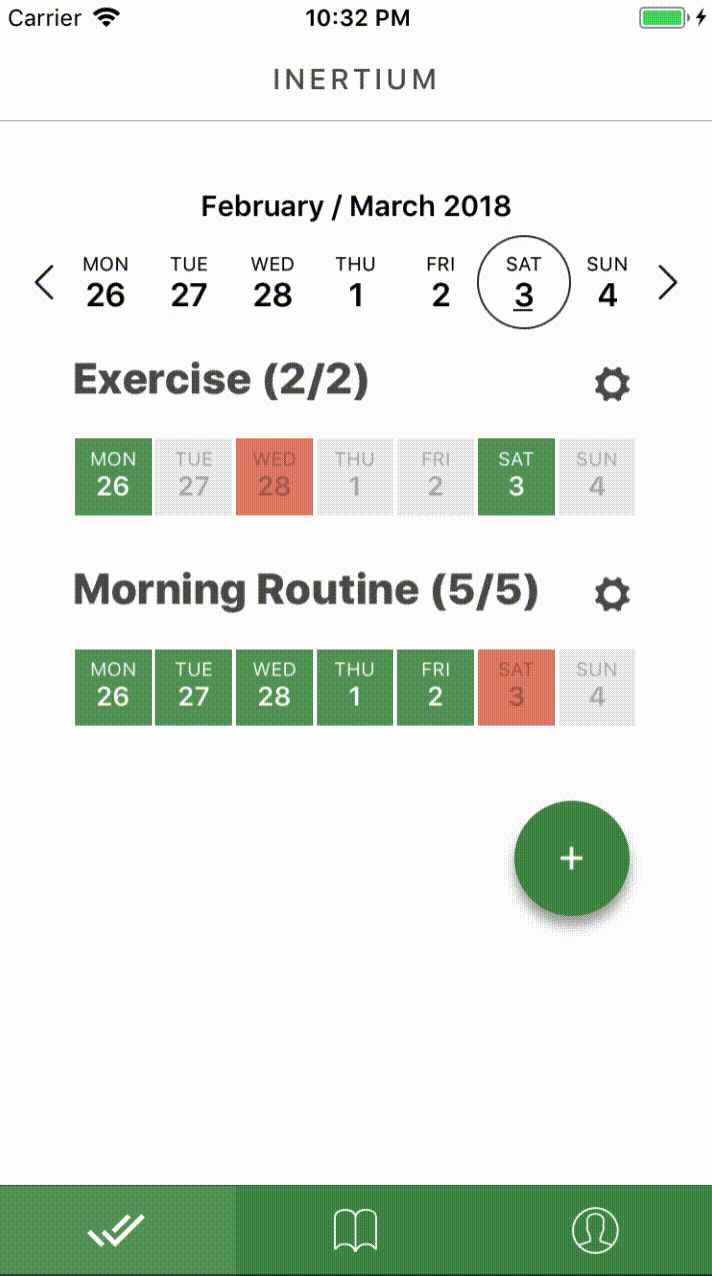 Carrier 10:32 PM
INERTIUM
February / March 2018
MON TUE WED THU FRI SAT SUN
26 27 28 1 2 3 4
Exercise (2/2)
MON TUE WED THU FRI SAT SUN
26 27 28 1 2 3 4
Morning Routine (5/5)
MON TUE WED THU FRI SAT SUN
26 27 28 1 2 3 4
+